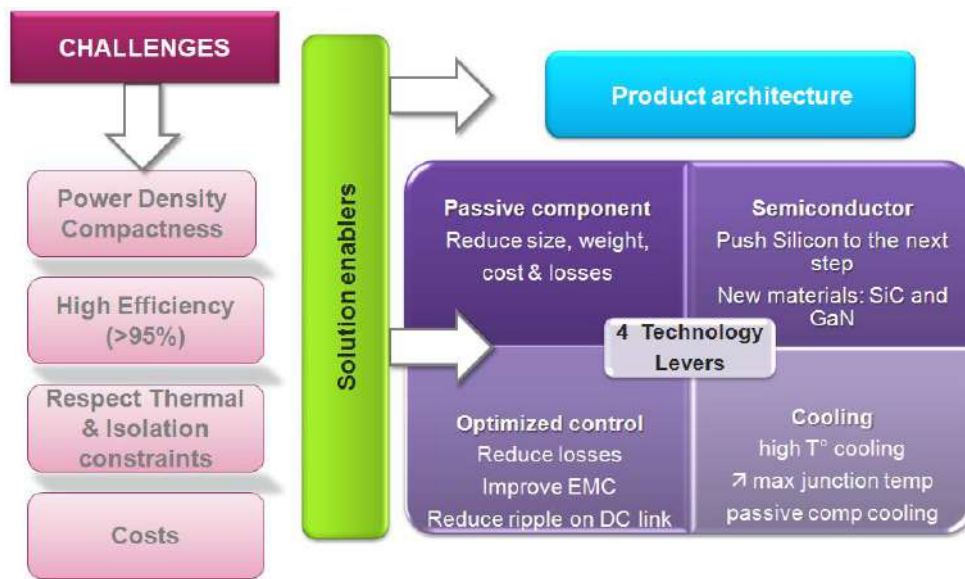 CHALLENGES
Power Density
Compactness
High Efficiency
(>95%)
Respect Thermal
& Isolation
constraints
Costs
Solution enablers
Product architecture
Passive component
Reduce size, weight,
cost & losses
Semiconductor
Push Silicon to the next
step
New materials: SiC and
GaN
4 Technology
Levers
Optimized control
Reduce losses
Improve EMC
Reduce ripple on DC link
Cooling
high T° cooling
↗ max junction temp
passive comp cooling